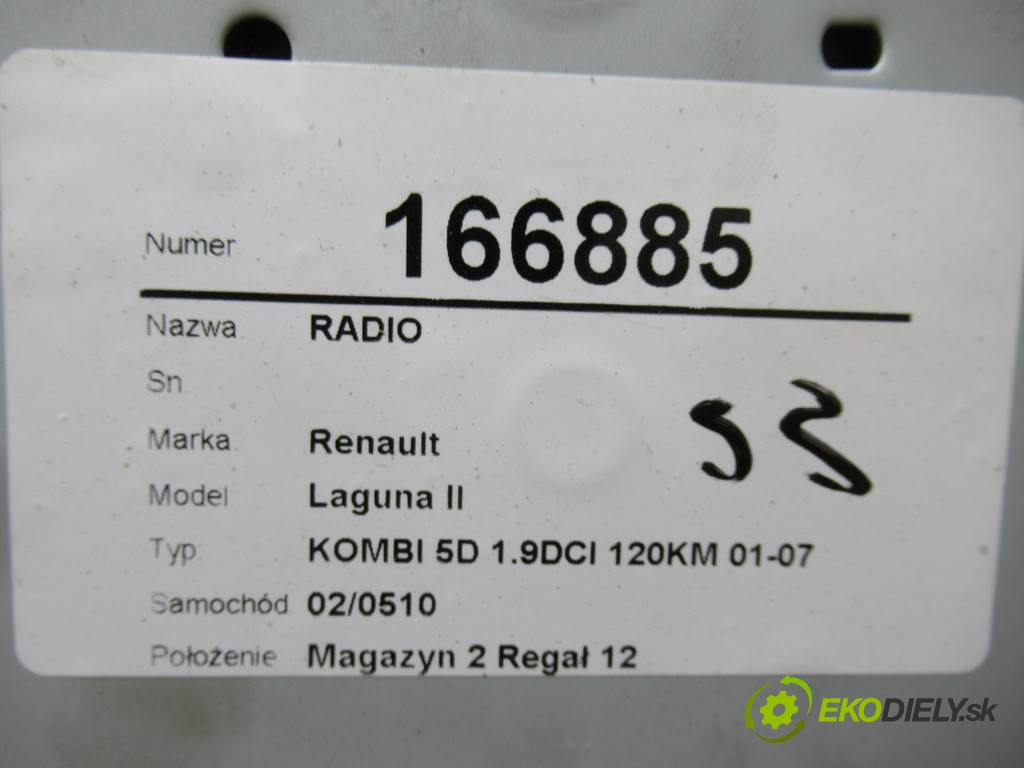 Numer 166885
Nazwa RADIO
Sn
Marka Renault
Model Laguna II
Typ KOMBI 5D 1.9DCI 120KM 01-07
Samochód 02/0510
Położenie Magazyn 2 Regał 12
EKODIELY.sk